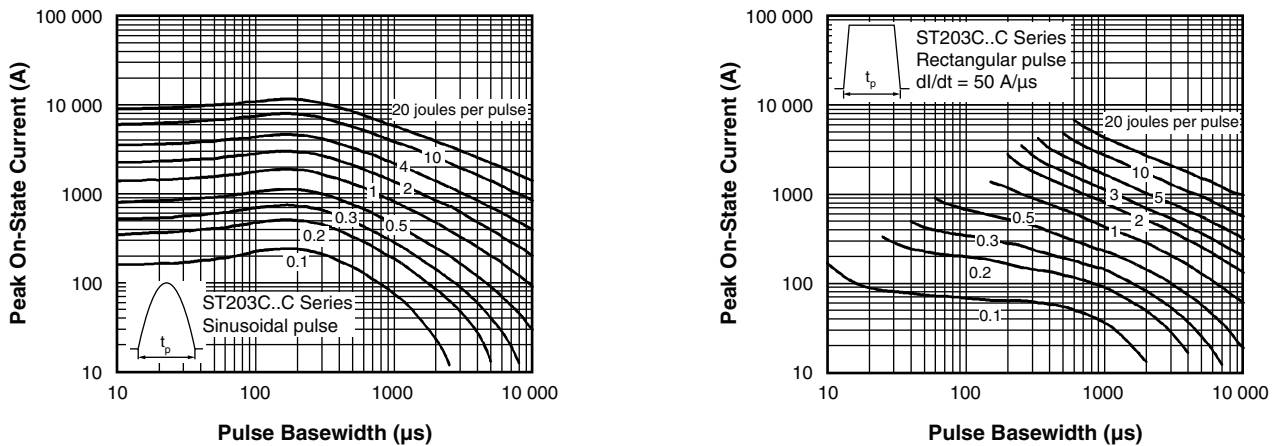 100 000
10 000
1000
100
10
10
100
1000
10 000
Peak On-State Current (A)
Pulse Basewidth (µs)
20 joules per pulse
10
4
2
1
0.5
0.3
0.2
0.1
ST203C..C Series
Sinusoidal pulse
tp
100 000
10 000
1000
100
10
10
100
1000
10 000
Peak On-State Current (A)
Pulse Basewidth (µs)
ST203C..C Series
Rectangular pulse
dI/dt = 50 A/µs
tp
20 joules per pulse
10
5
3
2
1
0.5
0.3
0.2
0.1